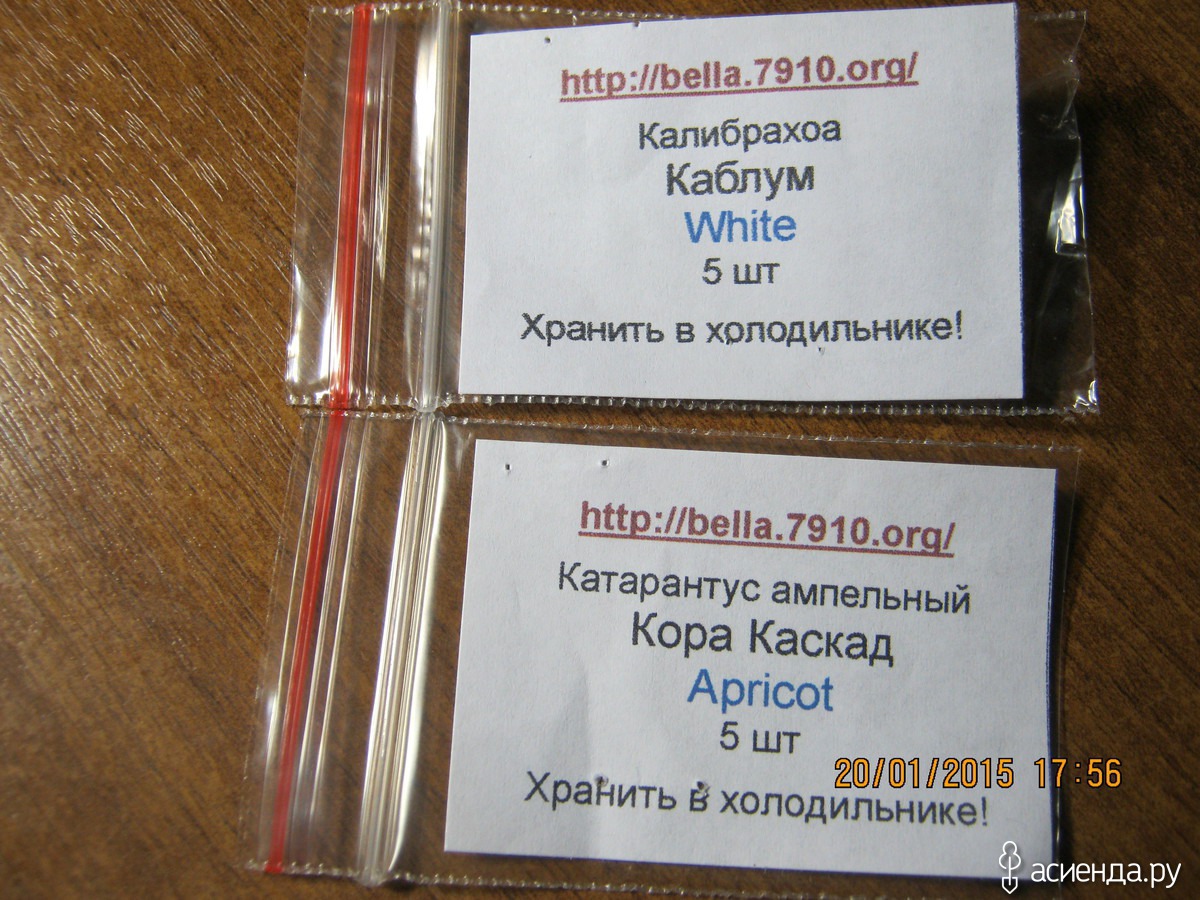 http://bella.7910.org/
Калибрахоа
Каблум
White
5 шт
Хранить в холодильнике!
http://bella.7910.org/
Катарантус ампельный
Кора Каскад
Apricot
5 шт
Хранить в холодильнике!
20/01/2015 17:56
асиенда.ру